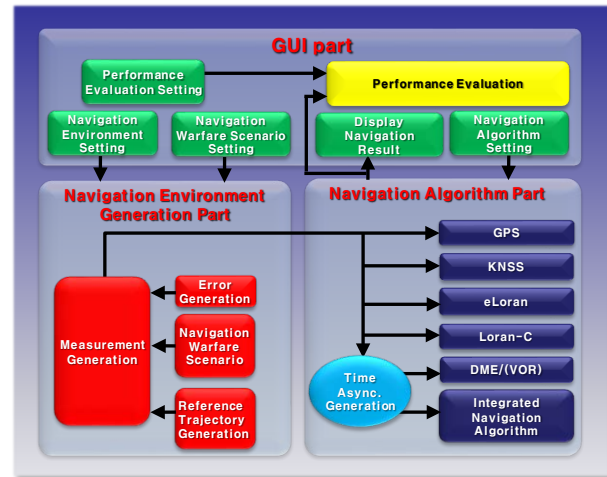 GUI part
Performance
Evaluation Setting
Performance Evaluation
Navigation
Environment
Setting
Navigation
Warfare Scenario
Setting
Display
Navigation
Result
Navigation
Algorithm
Setting
Navigation Environment
Generation Part
Measurement
Generation
Error
Generation
Navigation
Warfare
Scenario
Reference
Trajectory
Generation
Navigation Algorithm Part
GPS
KNSS
eLoran
Loran-C
DME/(VOR)
Time
Async.
Generation
Integrated
Navigation
Algorithm